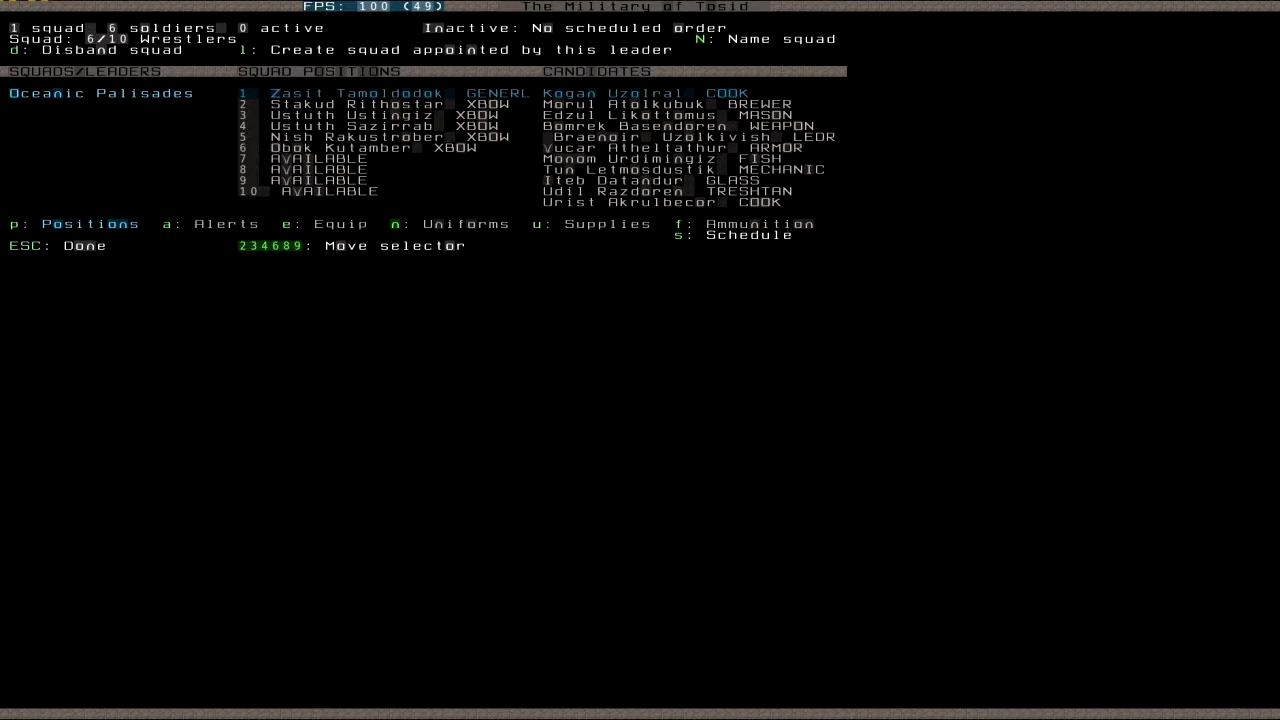 FPS: 100 (49) The Military of Tosid
1 squad 6 soldiers 0 active Inactive: No scheduled order
Squad: 6/10 Wrestlers N: Name squad
d: Disband squad l: Create squad appointed by this leader
SQUADS/LEADERS SQUAD POSITIONS CANDIDATES
Oceanic Palisades 1 Zasit Tamoldodok GENERL Kogan Uzolral COOK
2 Stakud Rithostar XBOW Morul Atolkubuk BREWER
3 Ustuth Ustingiz XBOW Edzul Likottomus MASON
4 Ustuth Sazirrab XBOW Bomrek Basendoren WEAPON
5 Nish Rakustrober XBOW Braenoir Uzolkivish LEDR
6 Obok Kutamber XBOW Vucar Atheltathur ARMOR
7 AVAILABLE Monom Urdimingiz FISH
8 AVAILABLE Tun Letmosdustik MECHANIC
9 AVAILABLE Iteb Datandur GLASS
10 AVAILABLE Udil Razdoren TRESHTAN
Urist Akrulbecor COOK
p: Positions a: Alerts e: Equip n: Uniforms u: Supplies f: Ammunition
s: Schedule
ESC: Done 234689: Move selector